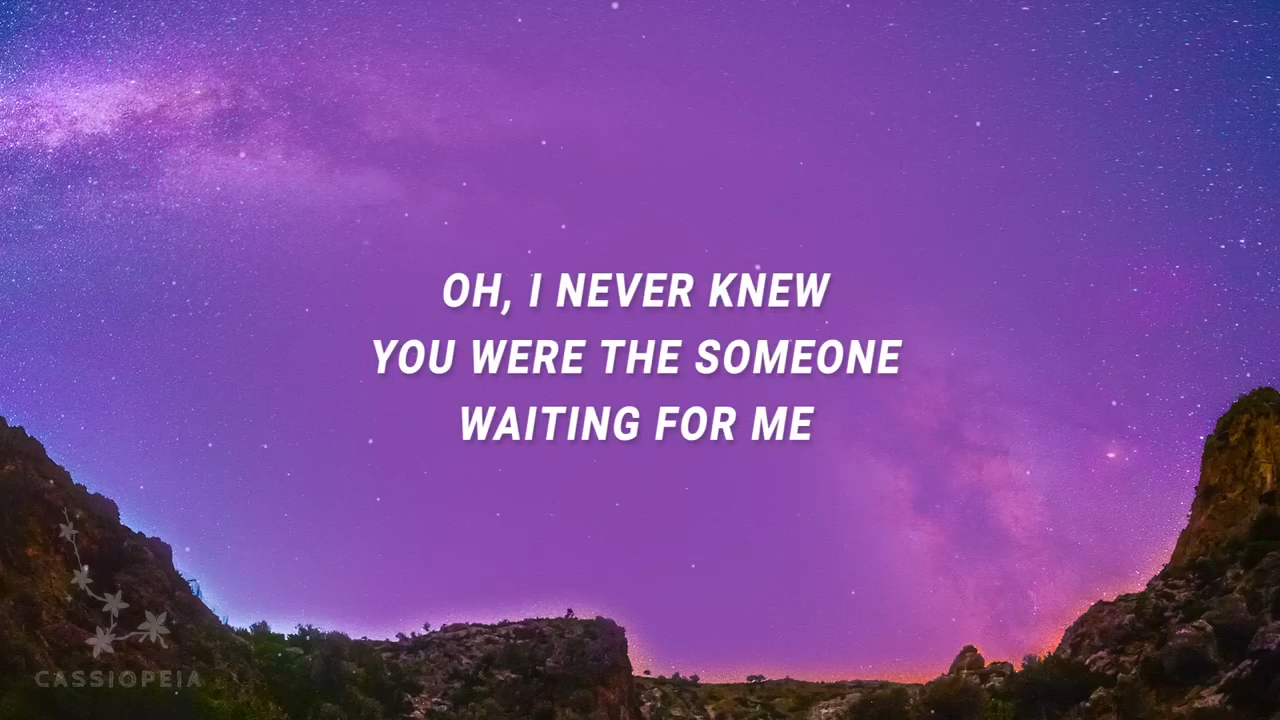 OH, I NEVER KNEW
YOU WERE THE SOMEONE
WAITING FOR ME
CASSIOPEIA